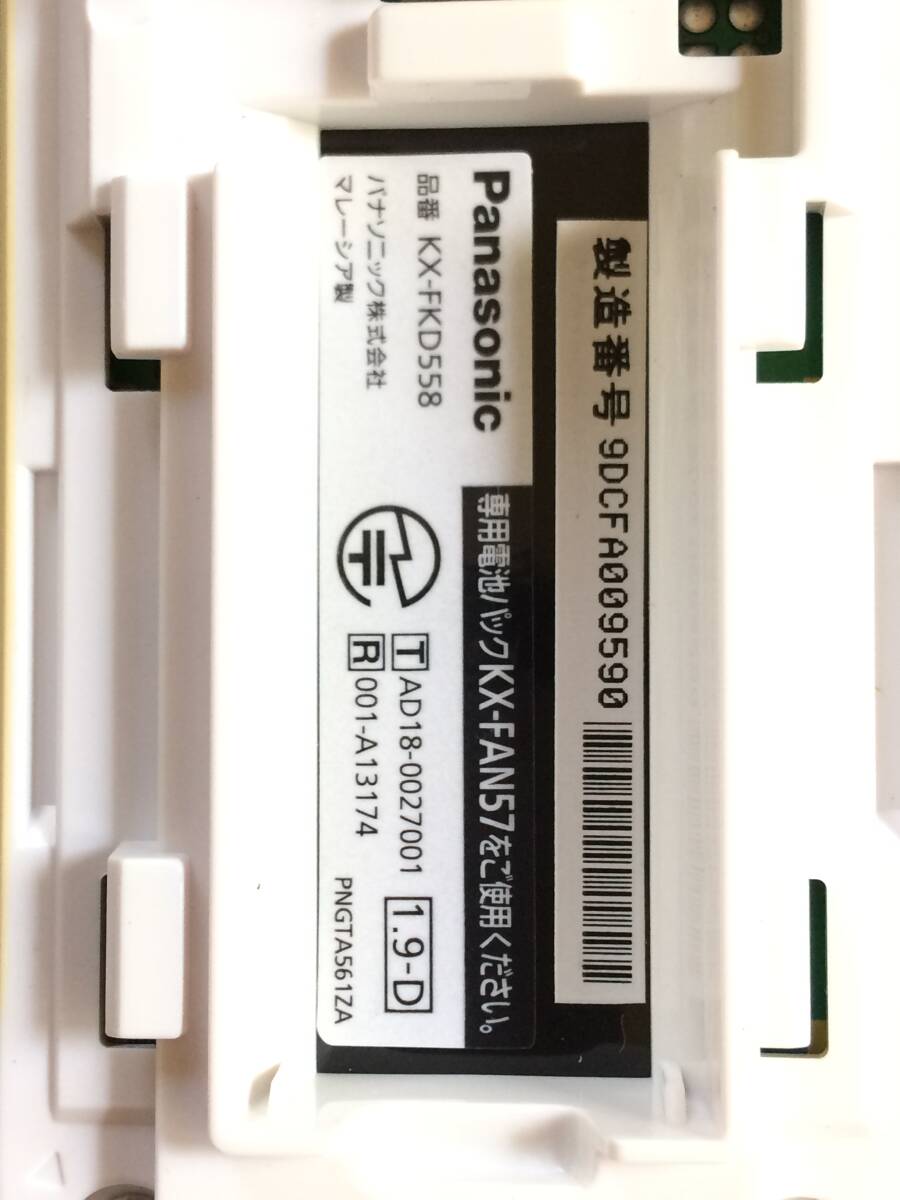 製造番号 9DCFA009590
Panasonic
品番 KX-FKD558
パナソニック株式会社
マレーシア製
専用電池パックKX-FAN57をご使用ください。
T AD18-0027001
R 001-A13174
1.9-D
PNGTA561ZA